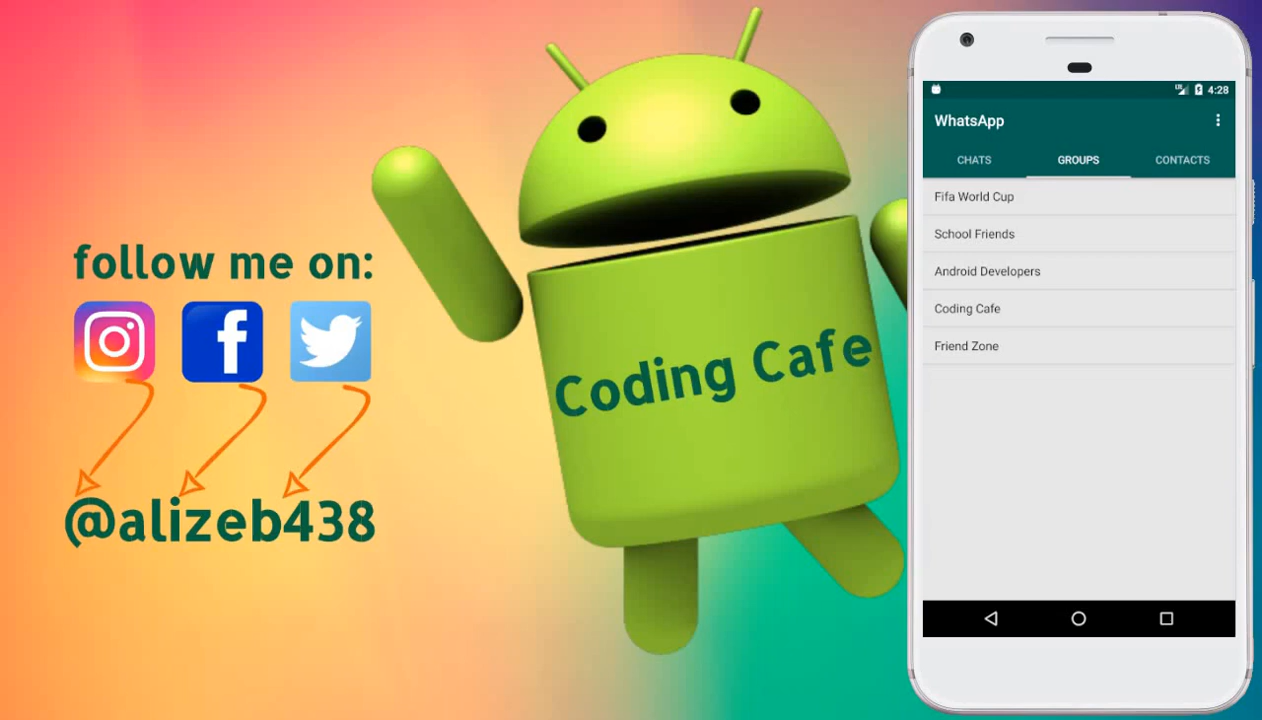 follow me on:
@alizeb438
Coding Cafe
4:28
WhatsApp
CHATS GROUPS CONTACTS
Fifa World Cup
School Friends
Android Developers
Coding Cafe
Friend Zone